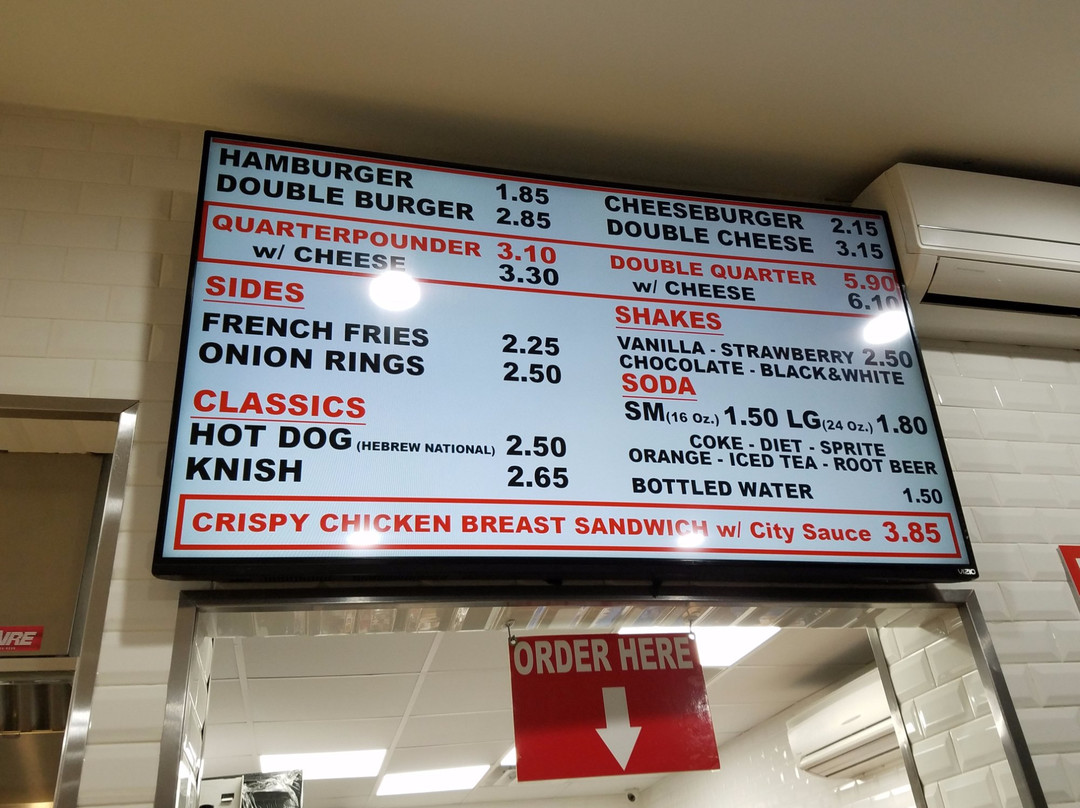 HAMBURGER 1.85
DOUBLE BURGER 2.85
CHEESEBURGER 2.15
DOUBLE CHEESE 3.15
QUARTERPOUNDER 3.10
w/ CHEESE 3.30
DOUBLE QUARTER 5.90
w/ CHEESE 6.10
SIDES
FRENCH FRIES 2.25
ONION RINGS 2.50
CLASSICS
HOT DOG (HEBREW NATIONAL) 2.50
KNISH 2.65
SHAKES
VANILLA - STRAWBERRY 2.50
CHOCOLATE - BLACK&WHITE
SODA
SM(16 Oz.) 1.50 LG(24 Oz.) 1.80
COKE - DIET - SPRITE
ORANGE - ICED TEA - ROOT BEER
BOTTLED WATER 1.50
CRISPY CHICKEN BREAST SANDWICH w/ City Sauce 3.85
VIZIO
ORDER HERE